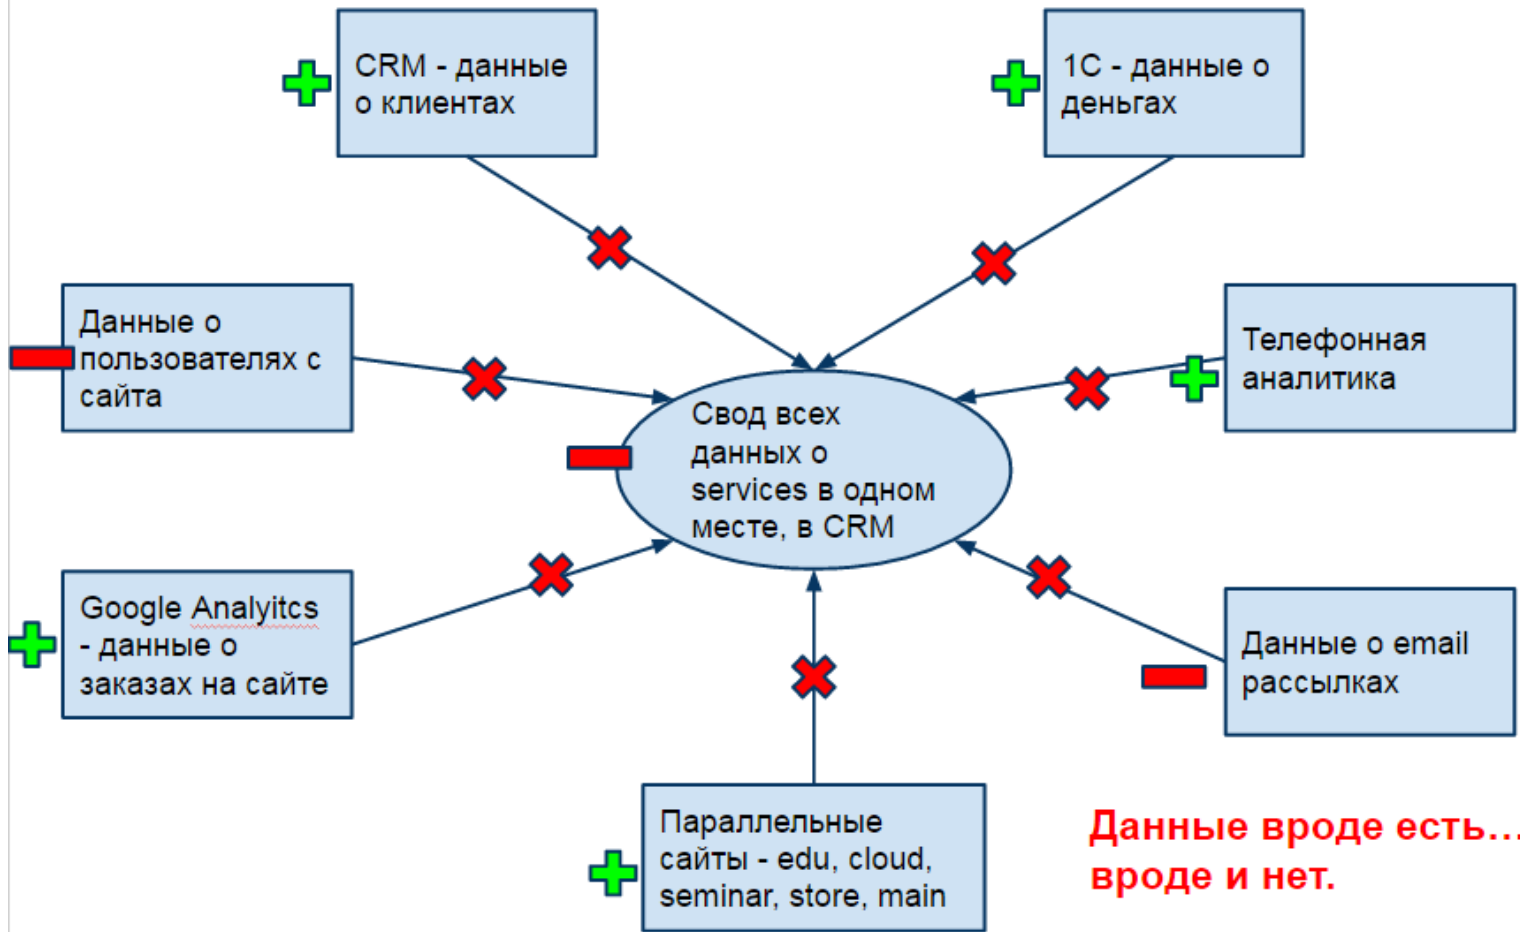 CRM - данные
о клиентах
1С - данные о
деньгах
Данные о
пользователях с
сайта
Телефонная
аналитика
Свод всех
данных о
services в одном
месте, в CRM
Google Analyitcs
- данные о
заказах на сайте
Данные о email
рассылках
Параллельные
сайты - edu, cloud,
seminar, store, main
Данные вроде есть…
вроде и нет.